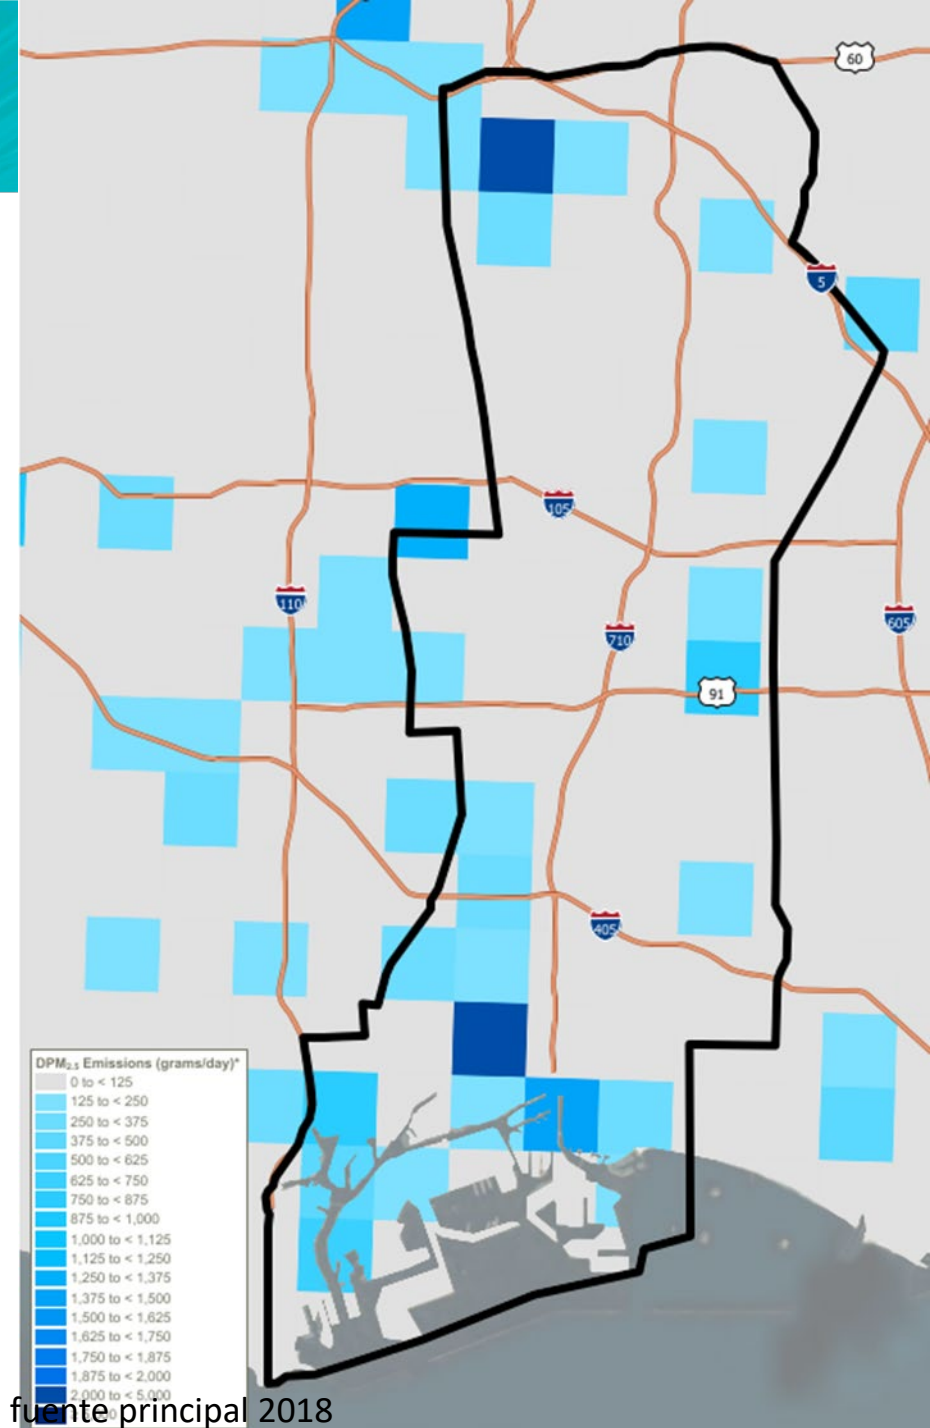 60
5
105
110
710
605
91
405
DPM2.5 Emissions (grams/day)*
0 to < 125
125 to < 250
250 to < 375
375 to < 500
500 to < 625
625 to < 750
750 to < 875
875 to < 1,000
1,000 to < 1,125
1,125 to < 1,250
1,250 to < 1,375
1,375 to < 1,500
1,500 to < 1,625
1,625 to < 1,750
1,750 to < 1,875
1,875 to < 2,000
2,000 to < 5,000
fuente principal 2018